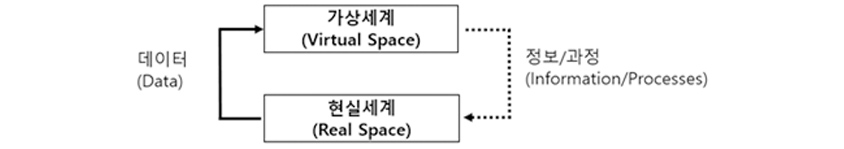 가상세계
(Virtual Space)
데이터
(Data)
정보/과정
(Information/Processes)
현실세계
(Real Space)